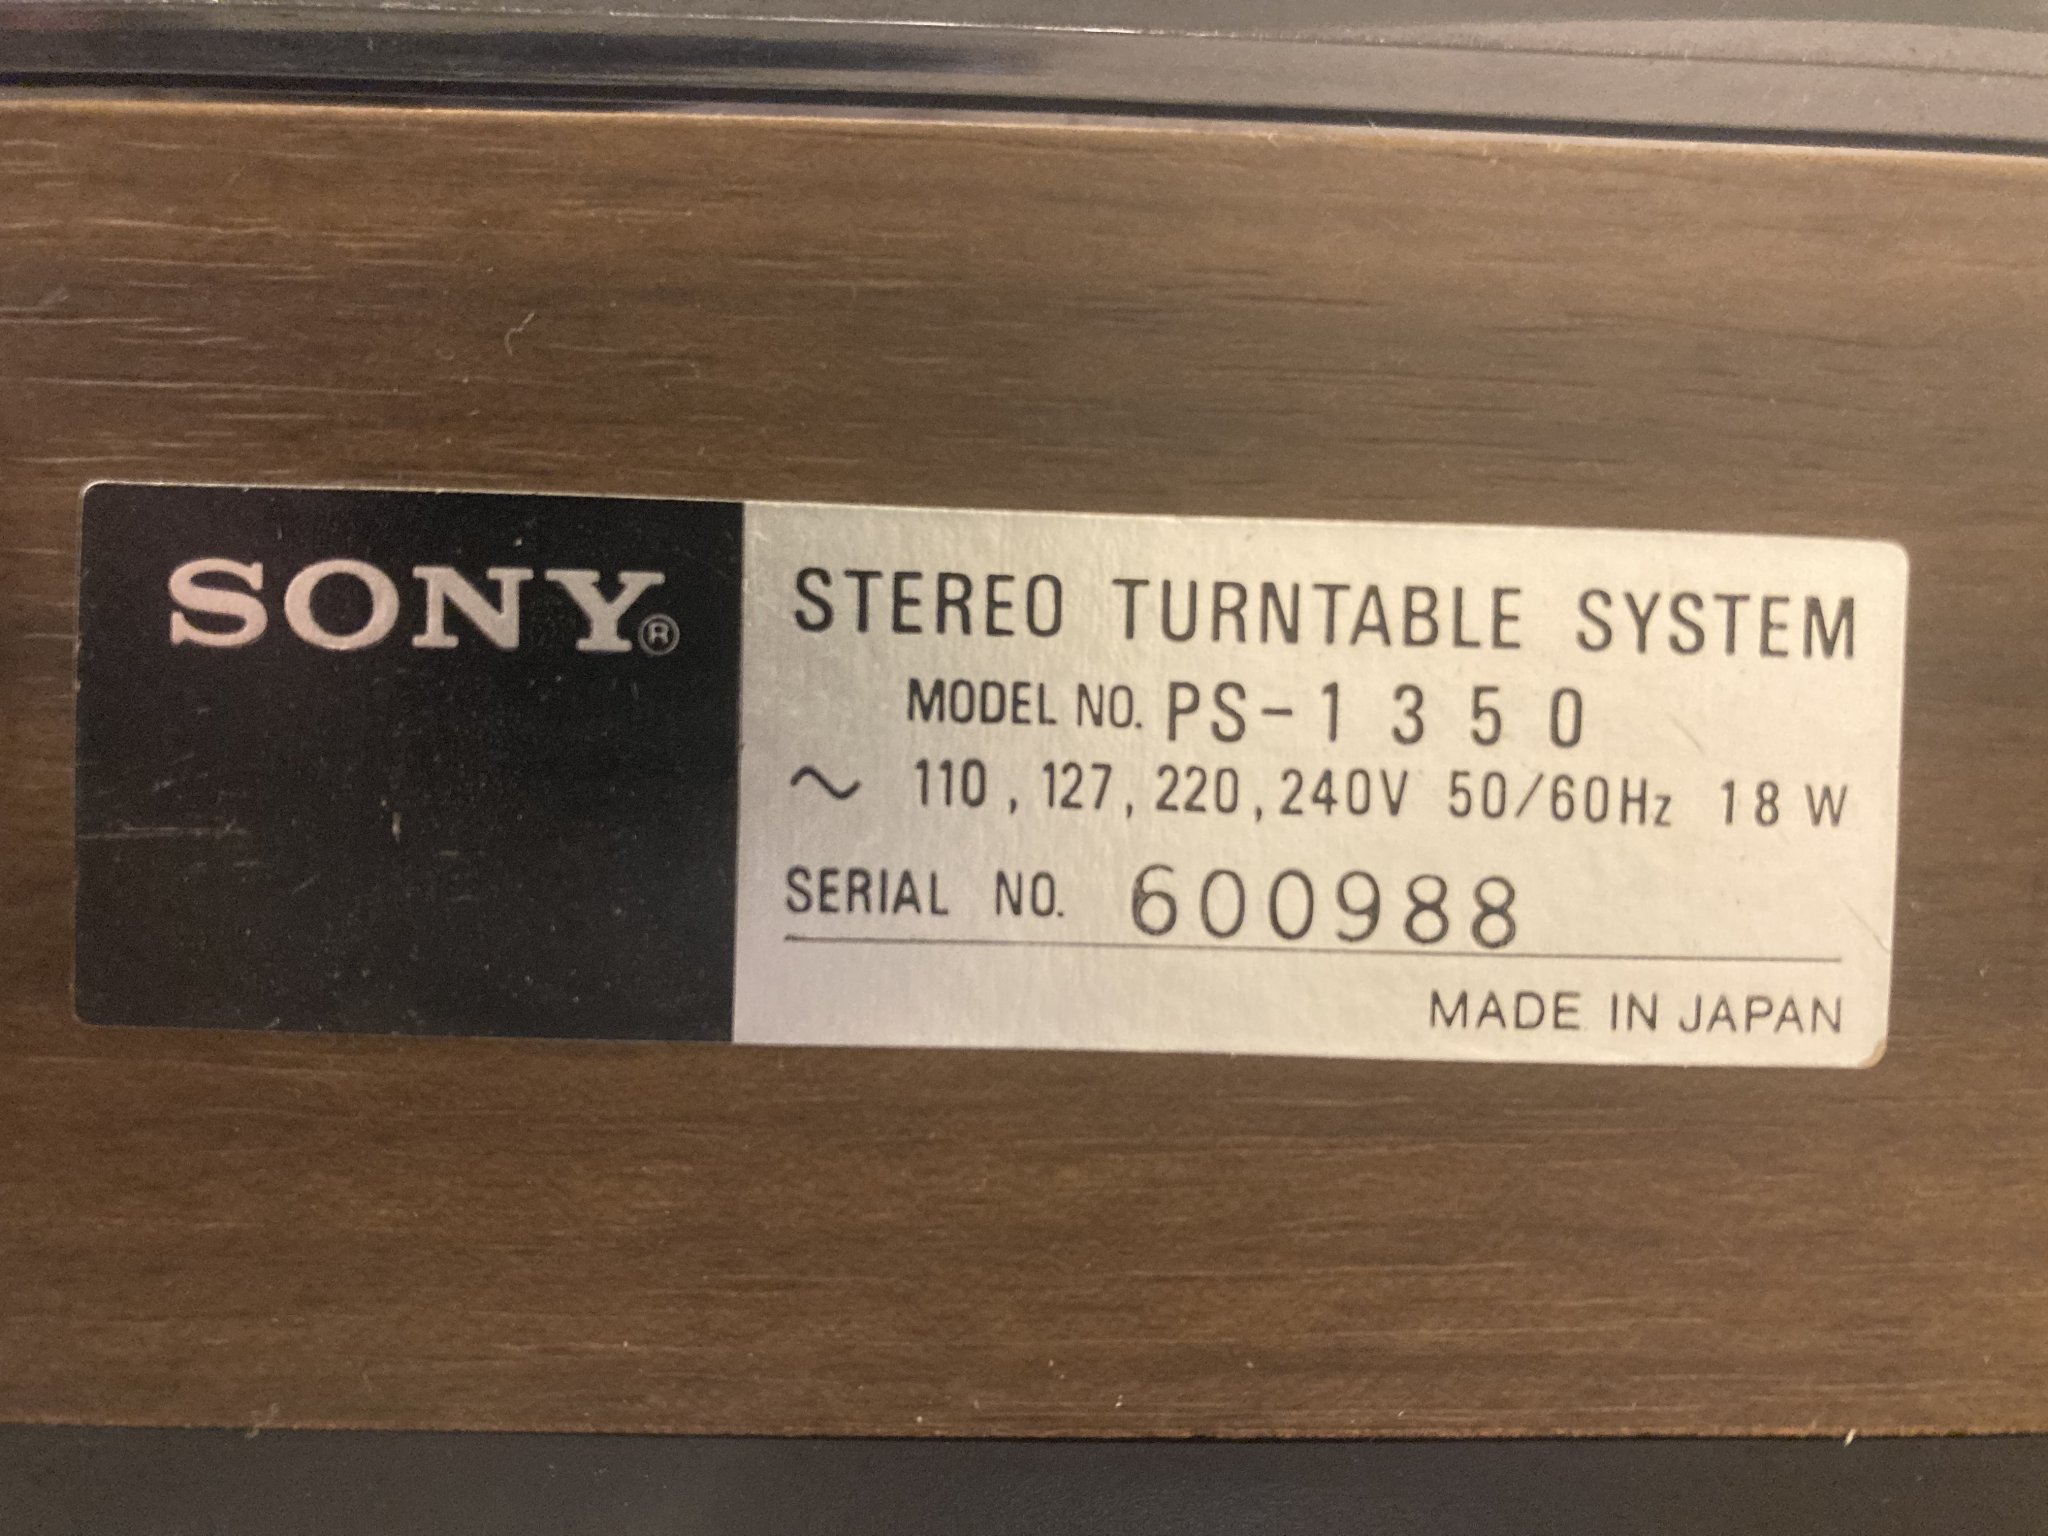 SONY®
STEREO TURNTABLE SYSTEM
MODEL NO. PS-1350
~ 110, 127, 220, 240V 50/60Hz 18W
SERIAL NO. 600988
MADE IN JAPAN